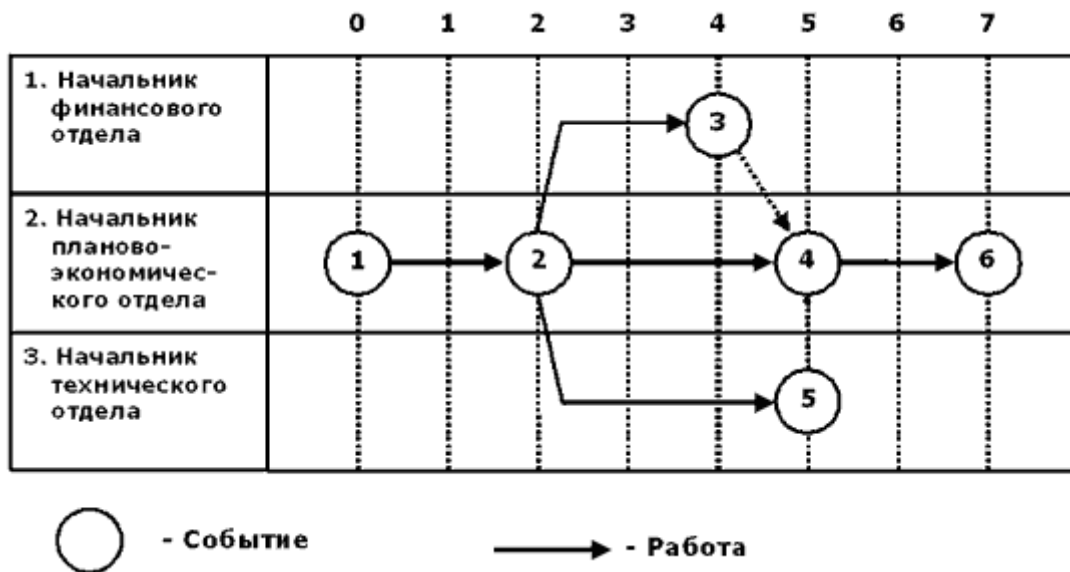 0 1 2 3 4 5 6 7
1. Начальник
финансового
отдела
3
2. Начальник
планово-
экономичес-
кого отдела
1 2 4 6
3. Начальник
технического
отдела
5
- Событие
- Работа